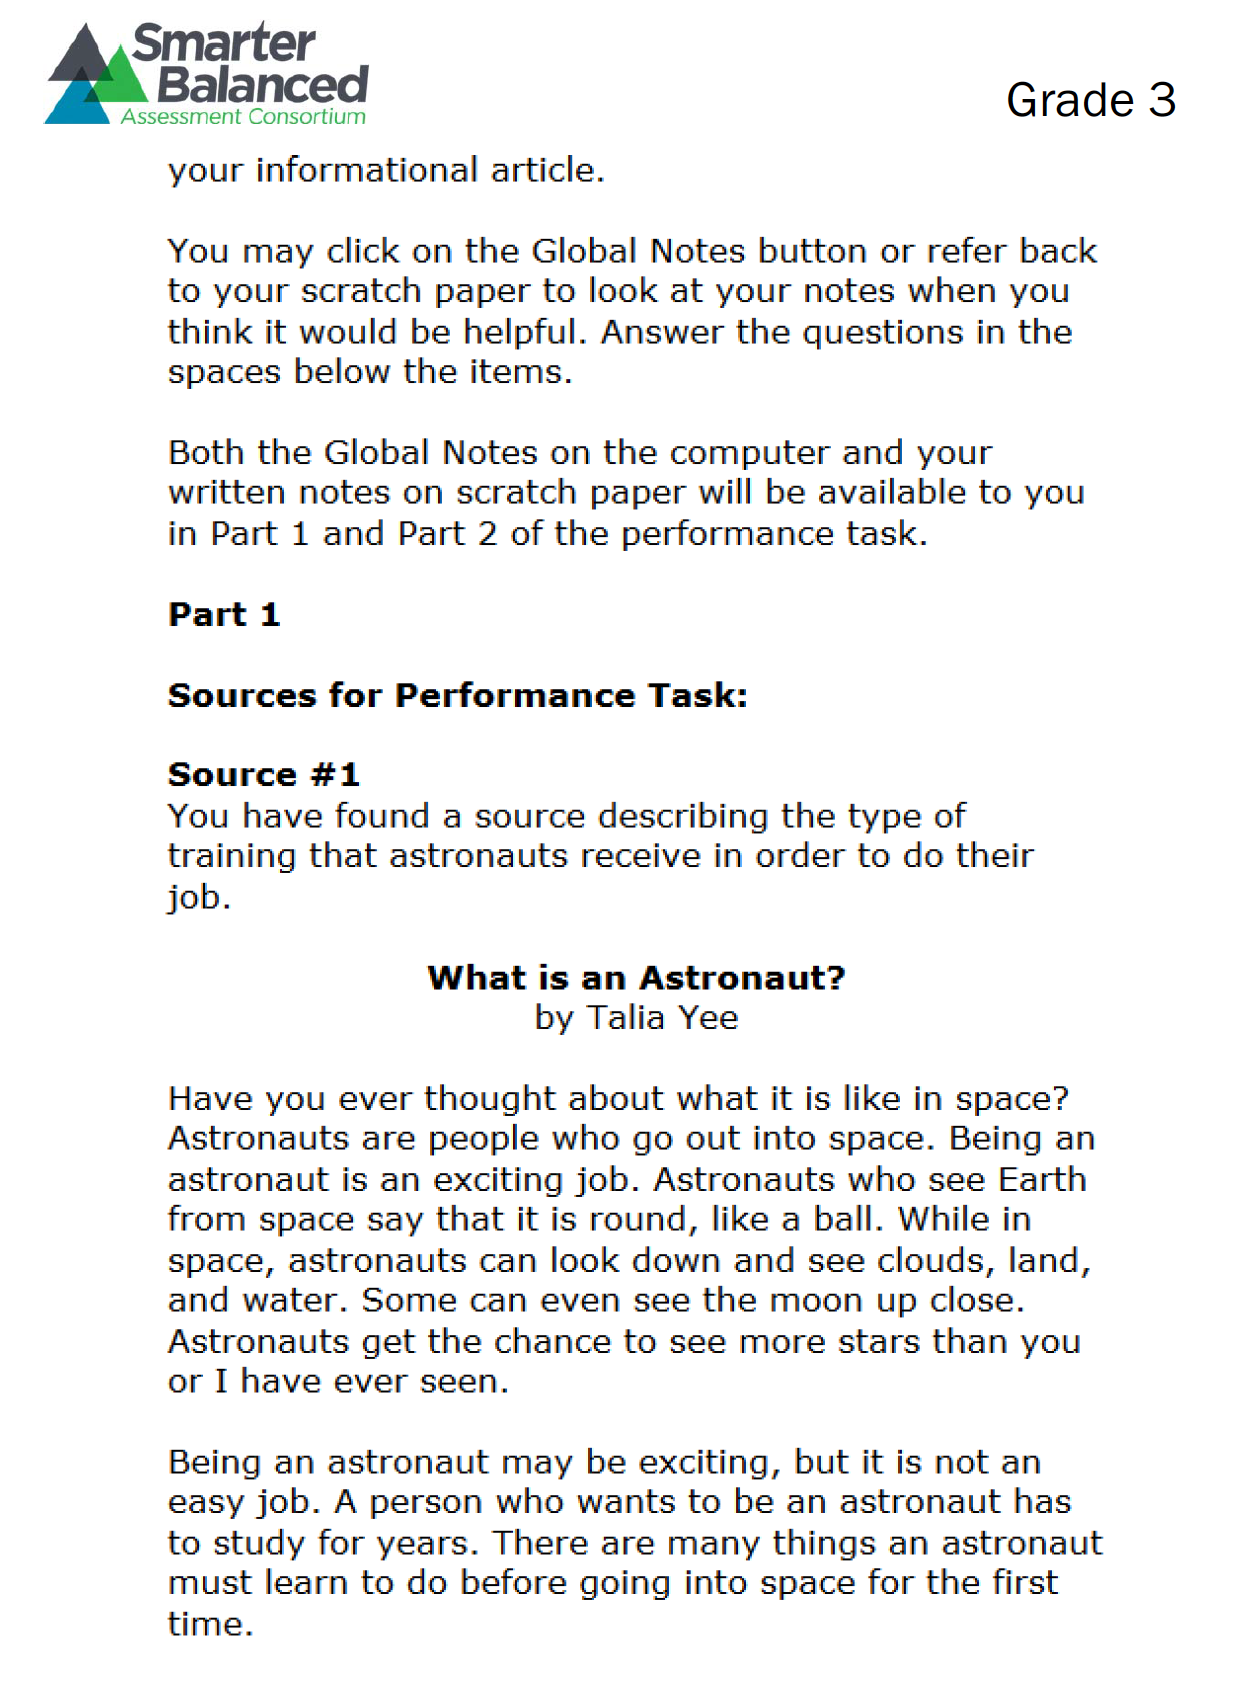 Smarter
Balanced
Assessment Consortium
Grade 3
your informational article.
You may click on the Global Notes button or refer back
to your scratch paper to look at your notes when you
think it would be helpful. Answer the questions in the
spaces below the items.
Both the Global Notes on the computer and your
written notes on scratch paper will be available to you
in Part 1 and Part 2 of the performance task.
Part 1
Sources for Performance Task:
Source #1
You have found a source describing the type of
training that astronauts receive in order to do their
job.
What is an Astronaut?
by Talia Yee
Have you ever thought about what it is like in space?
Astronauts are people who go out into space. Being an
astronaut is an exciting job. Astronauts who see Earth
from space say that it is round, like a ball. While in
space, astronauts can look down and see clouds, land,
and water. Some can even see the moon up close.
Astronauts get the chance to see more stars than you
or I have ever seen.
Being an astronaut may be exciting, but it is not an
easy job. A person who wants to be an astronaut has
to study for years. There are many things an astronaut
must learn to do before going into space for the first
time.